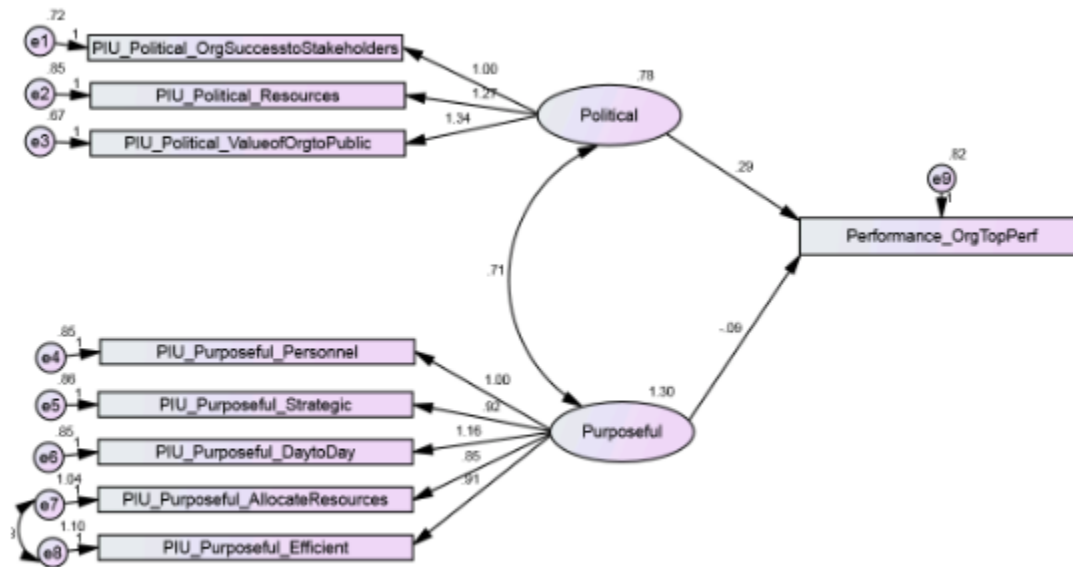 .72
e1
1
PIU_Political_OrgSuccesstoStakeholders
.85
e2
1
PIU_Political_Resources
.67
e3
1
PIU_Political_ValueofOrgtoPublic
1.00
1.27
1.34
.78
Political
.29
.82
e9
1
Performance_OrgTopPerf
.71
-.09
.85
e4
1
PIU_Purposeful_Personnel
.86
e5
1
PIU_Purposeful_Strategic
.85
e6
1
PIU_Purposeful_DaytoDay
1.04
e7
1
PIU_Purposeful_AllocateResources
1.10
e8
1
PIU_Purposeful_Efficient
1.00
.92
1.16
.85
.91
1.30
Purposeful